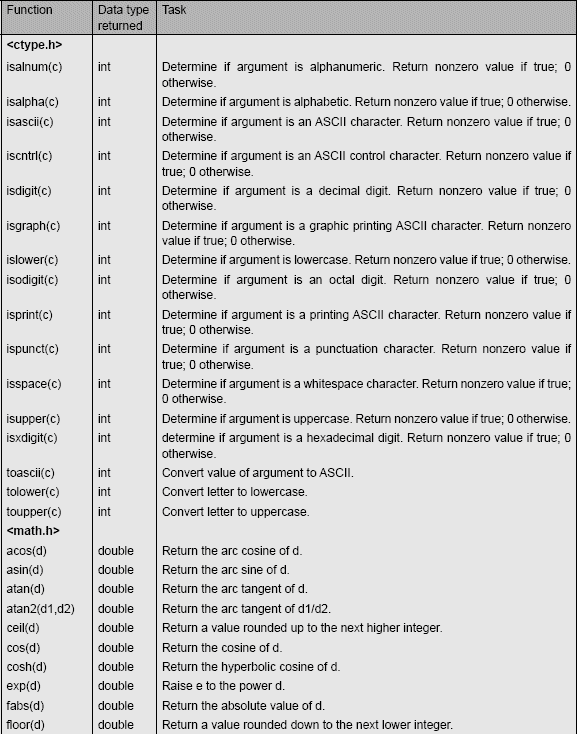 Function Data type Task
returned
<ctype.h>
isalnum(c) int Determine if argument is alphanumeric. Return nonzero value if true; 0
otherwise.
isalpha(c) int Determine if argument is alphabetic. Return nonzero value if true; 0 otherwise.
isascii(c) int Determine if argument is an ASCII character. Return nonzero value if true; 0
otherwise.
iscntrl(c) int Determine if argument is an ASCII control character. Return nonzero value if
true; 0 otherwise.
isdigit(c) int Determine if argument is a decimal digit. Return nonzero value if true; 0
otherwise.
isgraph(c) int Determine if argument is a graphic printing ASCII character. Return nonzero
value if true; 0 otherwise.
islower(c) int Determine if argument is lowercase. Return nonzero value if true; 0 otherwise.
isodigit(c) int Determine if argument is an octal digit. Return nonzero value if true; 0
otherwise.
isprint(c) int Determine if argument is a printing ASCII character. Return nonzero value if
true; 0 otherwise.
ispunct(c) int Determine if argument is a punctuation character. Return nonzero value if
true; 0 otherwise.
isspace(c) int Determine if argument is a whitespace character. Return nonzero value if true;
0 otherwise.
isupper(c) int Determine if argument is uppercase. Return nonzero value if true; 0 otherwise.
isxdigit(c) int determine if argument is a hexadecimal digit. Return nonzero value if true; 0
otherwise.
toascii(c) int Convert value of argument to ASCII.
tolower(c) int Convert letter to lowercase.
toupper(c) int Convert letter to uppercase.
<math.h>
acos(d) double Return the arc cosine of d.
asin(d) double Return the arc sine of d.
atan(d) double Return the arc tangent of d.
atan2(d1,d2) double Return the arc tangent of d1/d2.
ceil(d) double Return a value rounded up to the next higher integer.
cos(d) double Return the cosine of d.
cosh(d) double Return the hyperbolic cosine of d.
exp(d) double Raise e to the power d.
fabs(d) double Return the absolute value of d.
floor(d) double Return a value rounded down to the next lower integer.